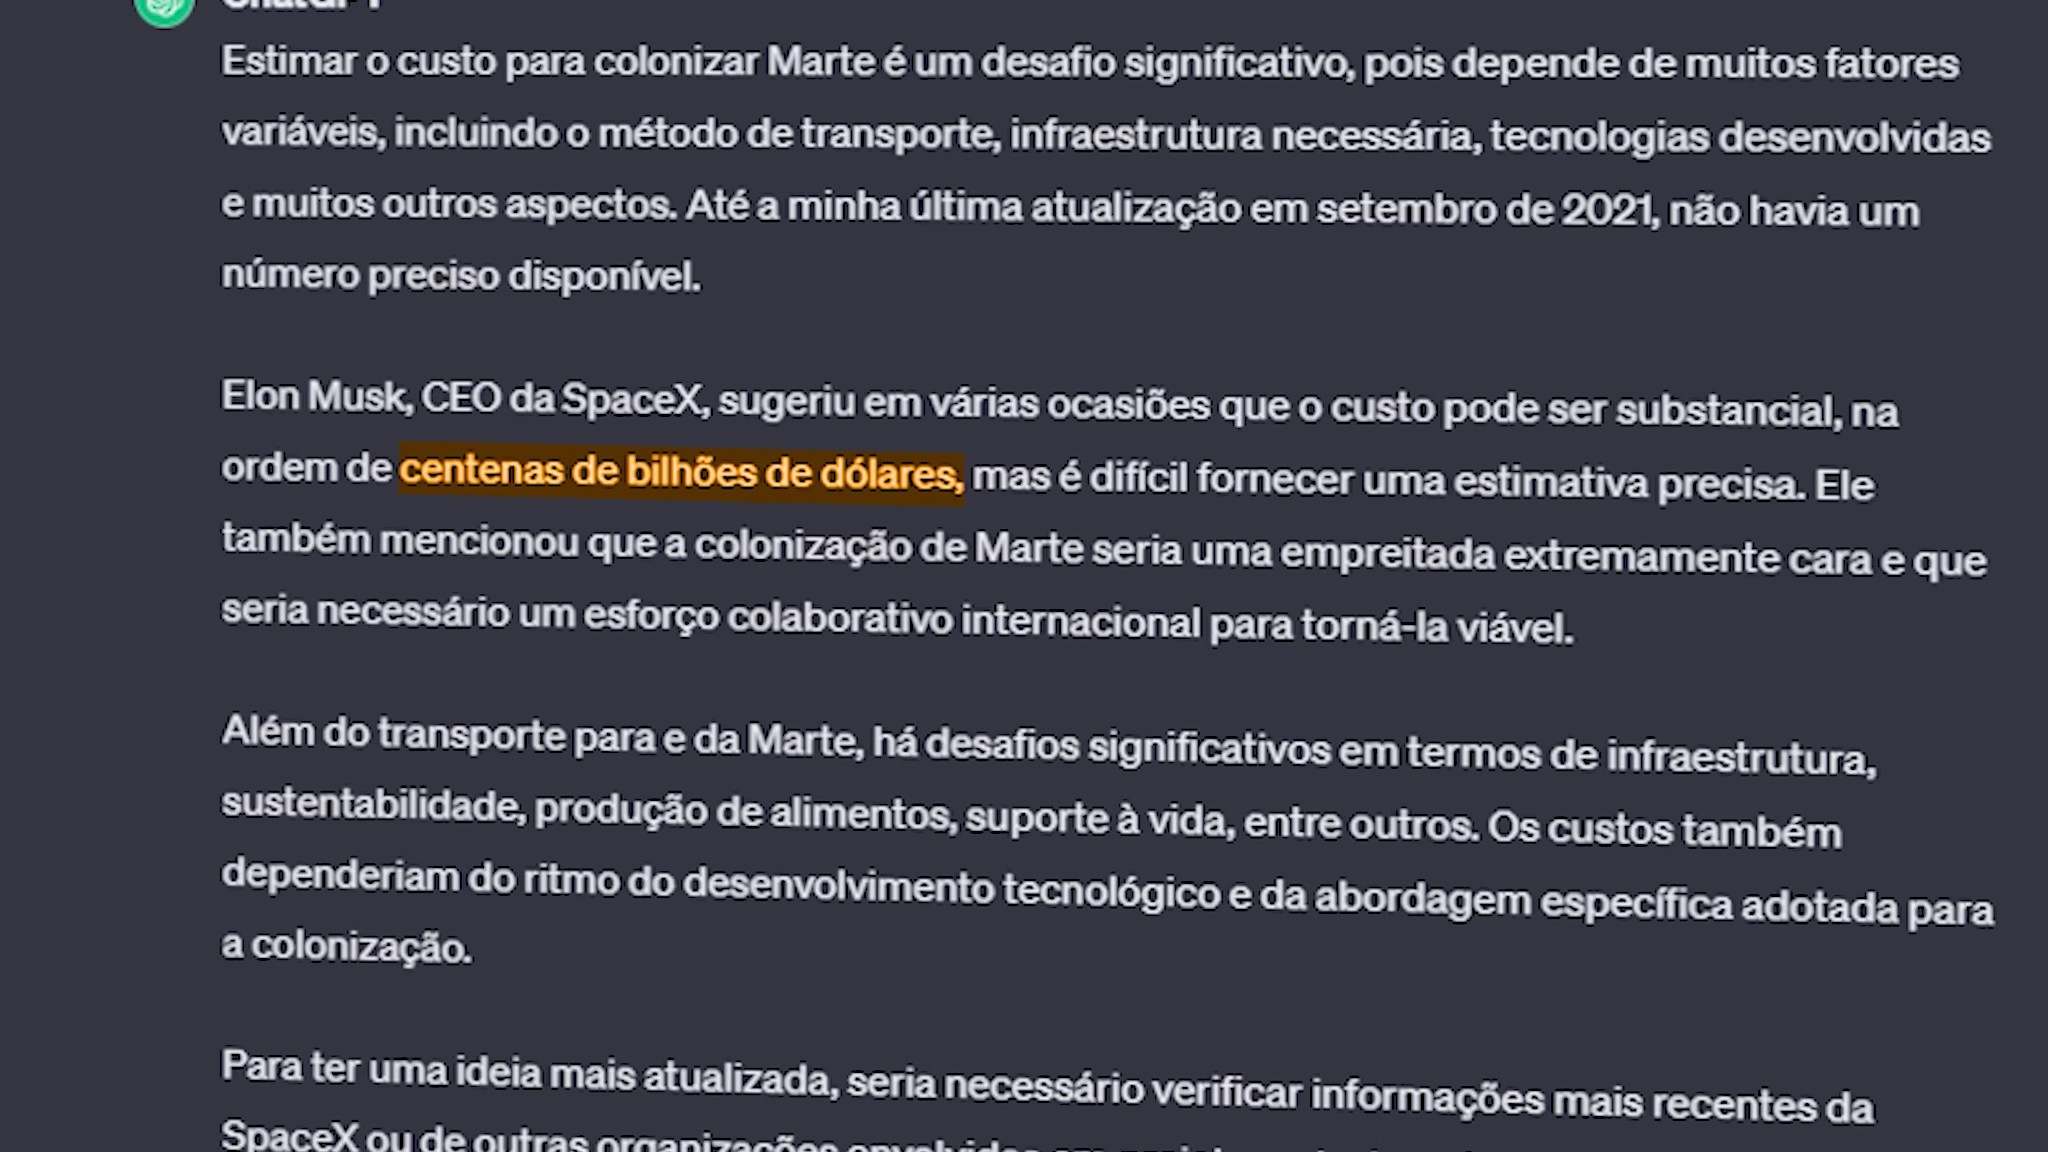 ChatGPT
Estimar o custo para colonizar Marte é um desafio significativo, pois depende de muitos fatores
variáveis, incluindo o método de transporte, infraestrutura necessária, tecnologias desenvolvidas
e muitos outros aspectos. Até a minha última atualização em setembro de 2021, não havia um
número preciso disponível.
Elon Musk, CEO da SpaceX, sugeriu em várias ocasiões que o custo pode ser substancial, na
ordem de centenas de bilhões de dólares, mas é difícil fornecer uma estimativa precisa. Ele
também mencionou que a colonização de Marte seria uma empreitada extremamente cara e que
seria necessário um esforço colaborativo internacional para torná-la viável.
Além do transporte para e da Marte, há desafios significativos em termos de infraestrutura,
sustentabilidade, produção de alimentos, suporte à vida, entre outros. Os custos também
dependeriam do ritmo do desenvolvimento tecnológico e da abordagem específica adotada para
a colonização.
Para ter uma ideia mais atualizada, seria necessário verificar informações mais recentes da
SpaceX ou de outras organizações